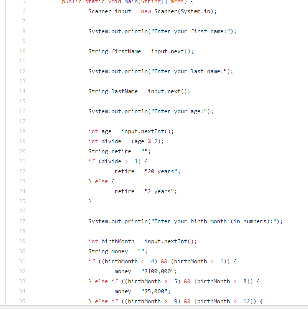 public static void main(String[] args) {
Scanner input = new Scanner(System.in);
System.out.println("Enter your first name:");
String firstName = input.next();
System.out.println("Enter your last name:");
String lastName = input.next();
System.out.println("Enter your age:");
int age = input.nextInt();
int divide = (age % 2);
String retire = "";
if (divide > 1) {
retire = "20 years";
} else {
retire = "2 years";
}
System.out.println("Enter your birth month (in numbers):");
int birthMonth = input.nextInt();
String money = "";
if ((birthMonth < 4) && (birthMonth > 1)) {
money = "$100,000";
} else if ((birthMonth > 5) && (birthMonth < 8)) {
money = "$5,000";
} else if ((birthMonth > 9) && (birthMonth < 12)) {